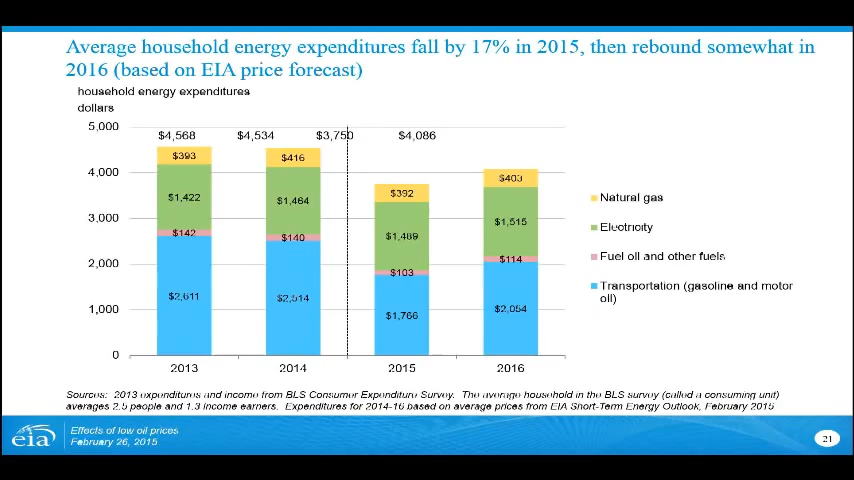 Average household energy expenditures fall by 17% in 2015, then rebound somewhat in
2016 (based on EIA price forecast)
household energy expenditures
dollars
5,000
$4,568 $4,534 $3,750 $4,086
$393 $416 $392 $403
4,000
$1,422 $1,464 $1,489 $1,515
3,000
$142 $140 $103 $114
2,000
$2,611 $2,514 $1,766 $2,054
1,000
0
2013 2014 2015 2016
Natural gas
Electricity
Fuel oil and other fuels
Transportation (gasoline and motor
oil)
Sources: 2013 expenditures and income from BLS Consumer Expenditure Survey. The average household in the BLS survey (called a consuming unit)
averages 2.5 people and 1.3 income earners. Expenditures for 2014-16 based on average prices from EIA Short-Term Energy Outlook, February 2015
eia
Effects of low oil prices
February 26, 2015
21